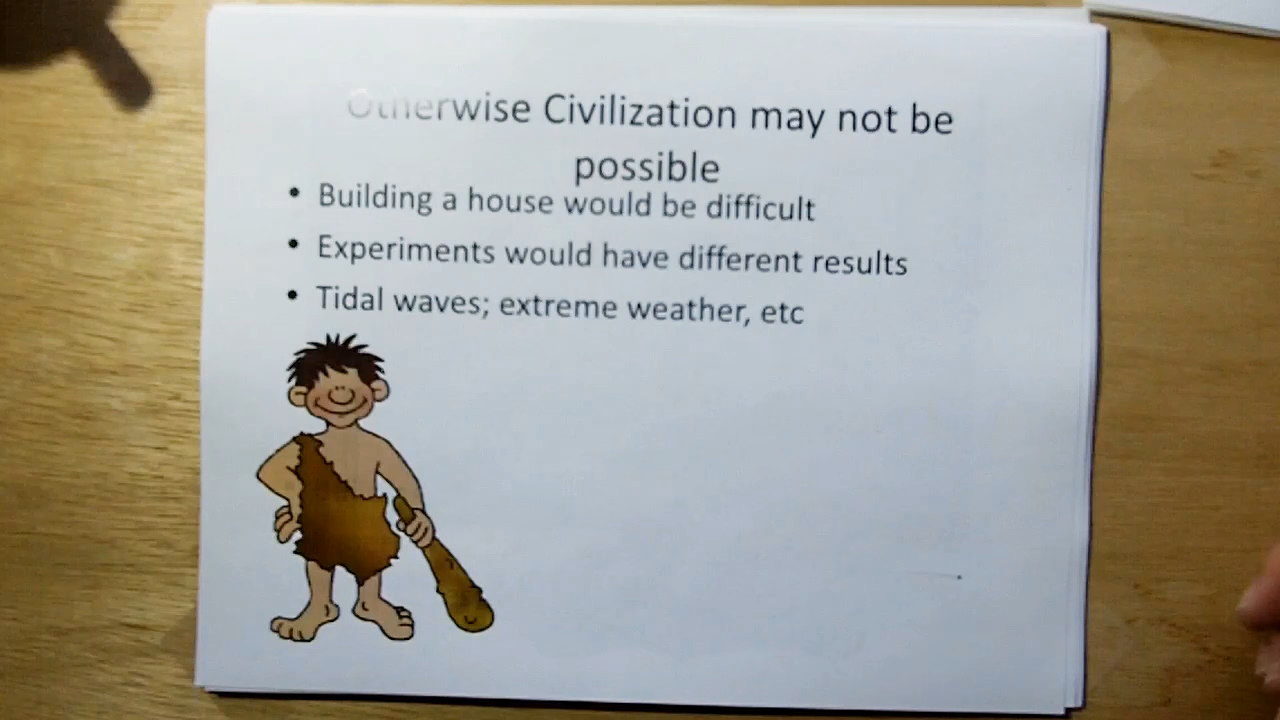 Otherwise Civilization may not be
possible
• Building a house would be difficult
• Experiments would have different results
• Tidal waves; extreme weather, etc